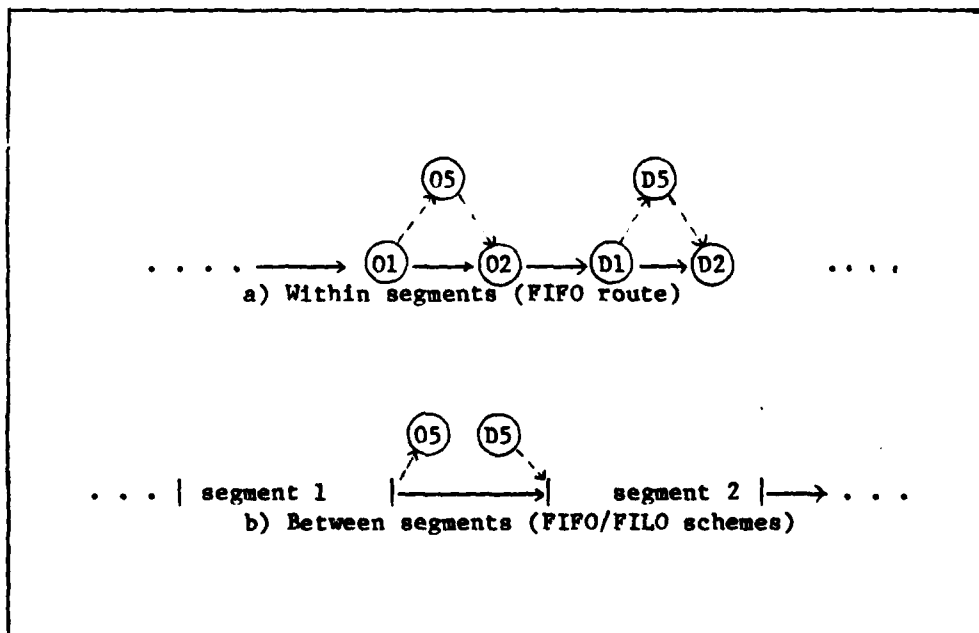 O5 D5
. . . . O1 O2 D1 D2 . . . .
a) Within segments (FIFO route)
O5 D5
. . . | segment 1 | | segment 2 | . . . .
b) Between segments (FIFO/FILO schemes)